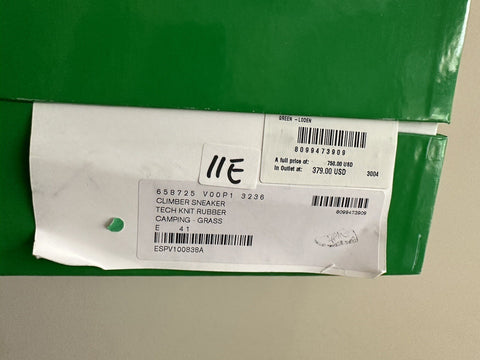 GREEN - LODEN
8099473909
A full price of: 750.00 USD
In Outlet at: 379.00 USD 3004
11E
658725 V00P1 3236
CLIMBER SNEAKER
TECH KNIT RUBBER
CAMPING - GRASS
E 41
ESPV100838A
8099473909